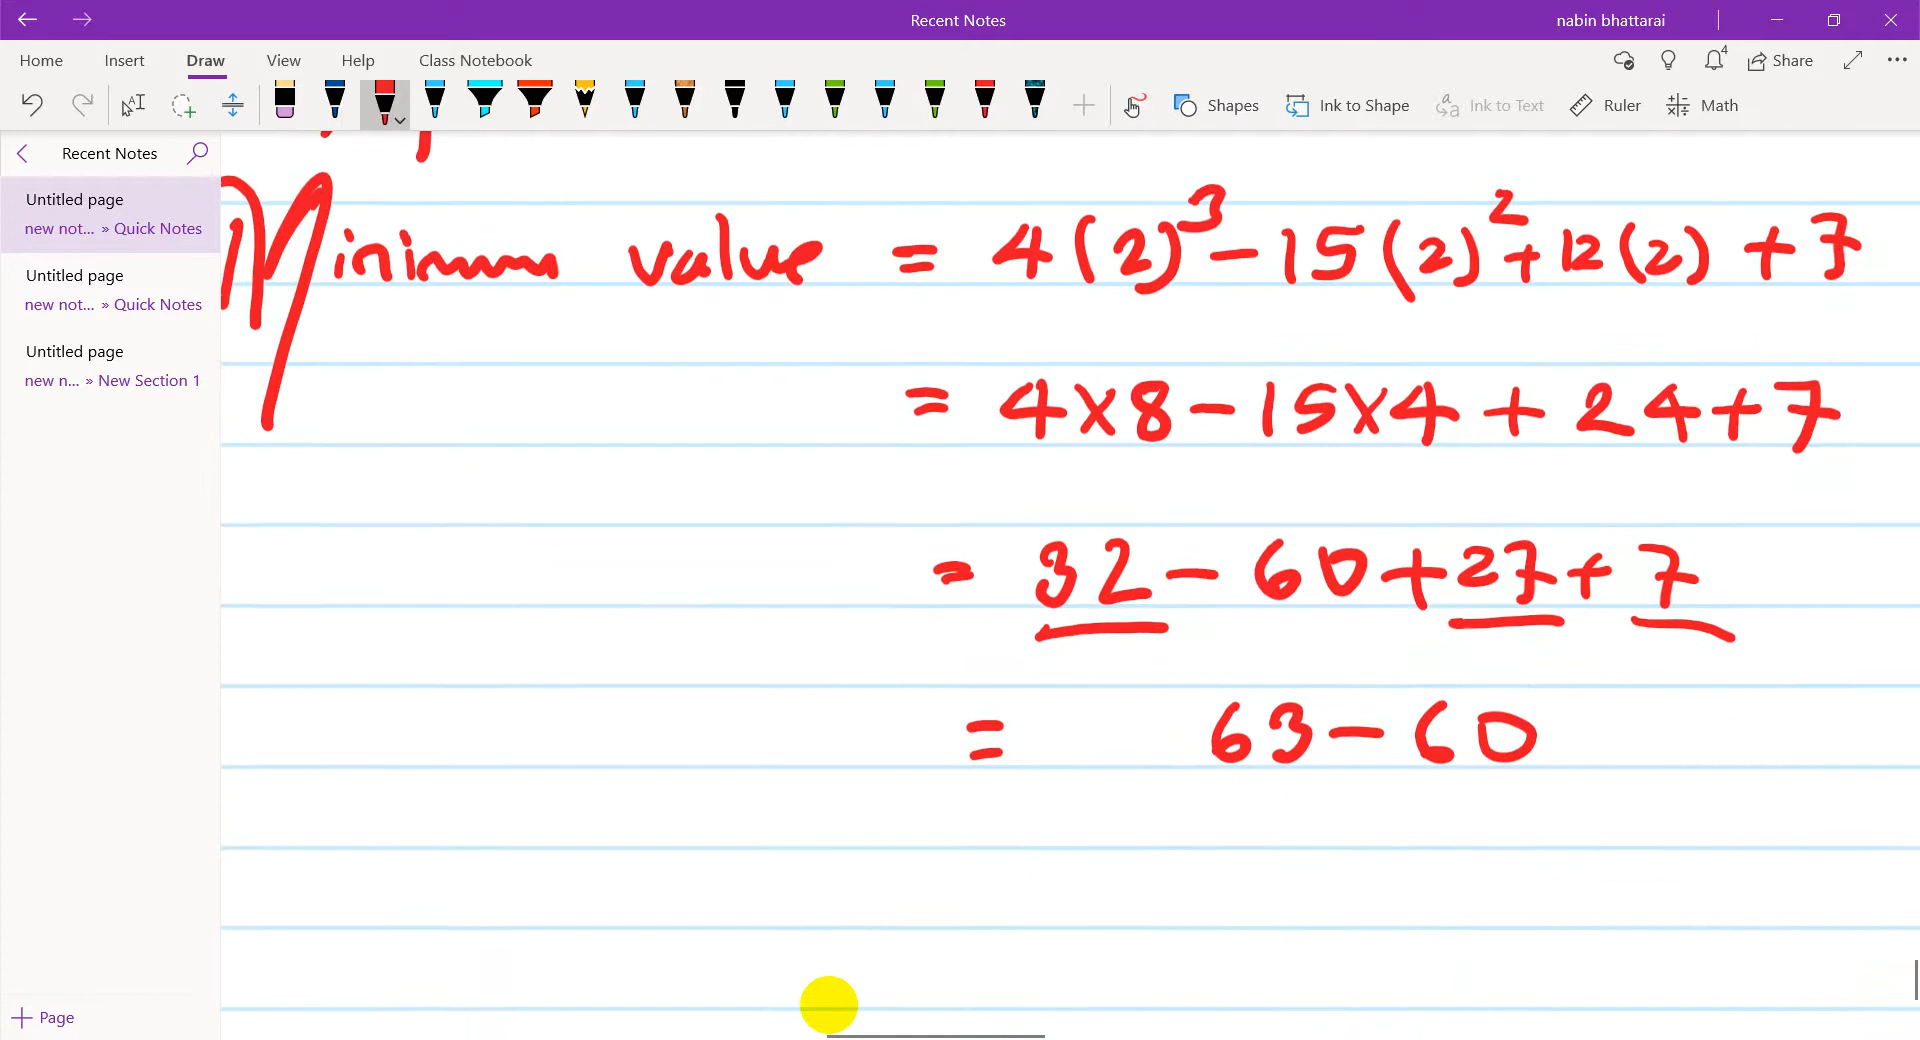 Recent Notes
nabin bhattarai
Home Insert Draw View Help Class Notebook
4
Share
Shapes Ink to Shape Ink to Text Ruler Math
Recent Notes
Untitled page
new not... » Quick Notes
Untitled page
new not... » Quick Notes
Untitled page
new n... » New Section 1
Page
Minimum value = 4(2)³ - 15(2)² + 12(2) + 7
= 4×8 - 15×4 + 24 + 7
= 32 - 60 + 27 + 7
= 63 - 60